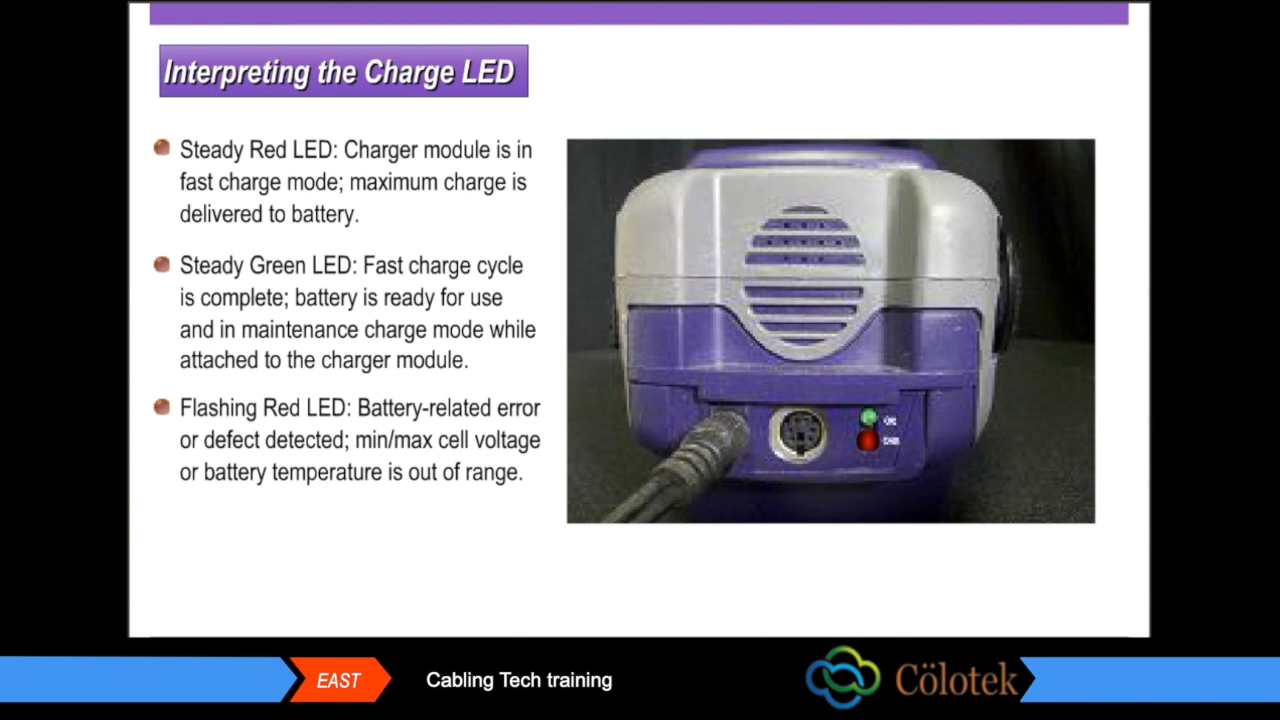 Interpreting the Charge LED
Steady Red LED: Charger module is in
fast charge mode; maximum charge is
delivered to battery.
Steady Green LED: Fast charge cycle
is complete; battery is ready for use
and in maintenance charge mode while
attached to the charger module.
Flashing Red LED: Battery-related error
or defect detected; min/max cell voltage
or battery temperature is out of range.
EAST
Cabling Tech training
Cölotek